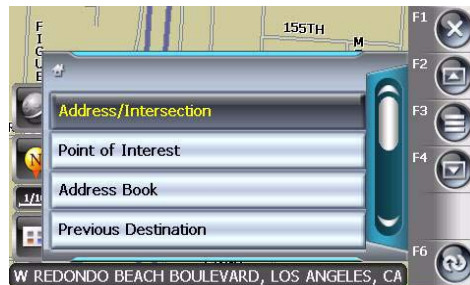 155TH
F1
F
I
G
U
E
M
F2
Address/Intersection
F3
Point of Interest
N
F4
Address Book
Previous Destination
F6
W REDONDO BEACH BOULEVARD, LOS ANGELES, CA